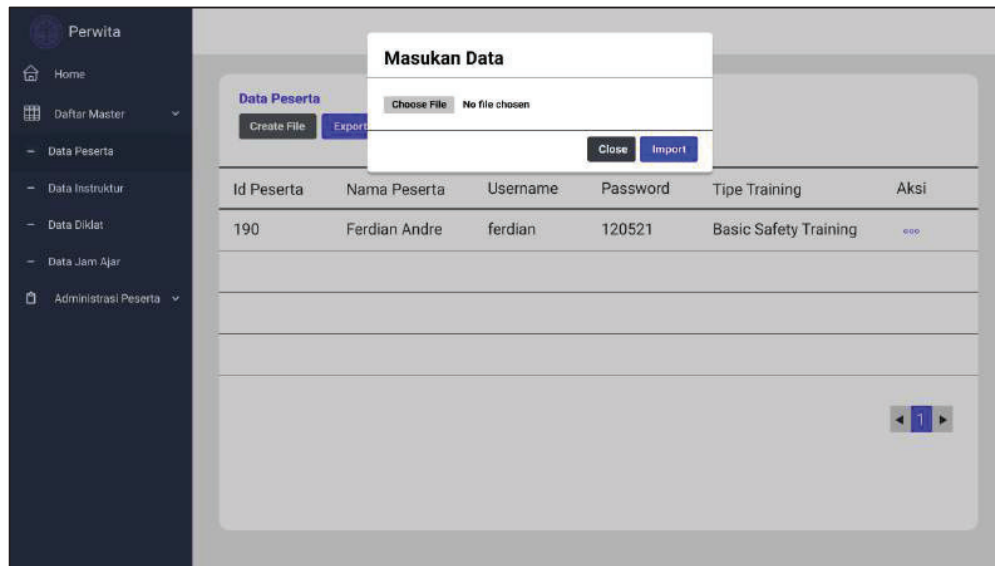 Perwita
Home
Daftar Master
Data Peserta
Data Instruktur
Data Diklat
Data Jam Ajar
Administrasi Peserta
Masukan Data
Choose File No file chosen
Close Import
Data Peserta
Create File Export
Id Peserta Nama Peserta Username Password Tipe Training Aksi
190 Ferdian Andre ferdian 120521 Basic Safety Training
1